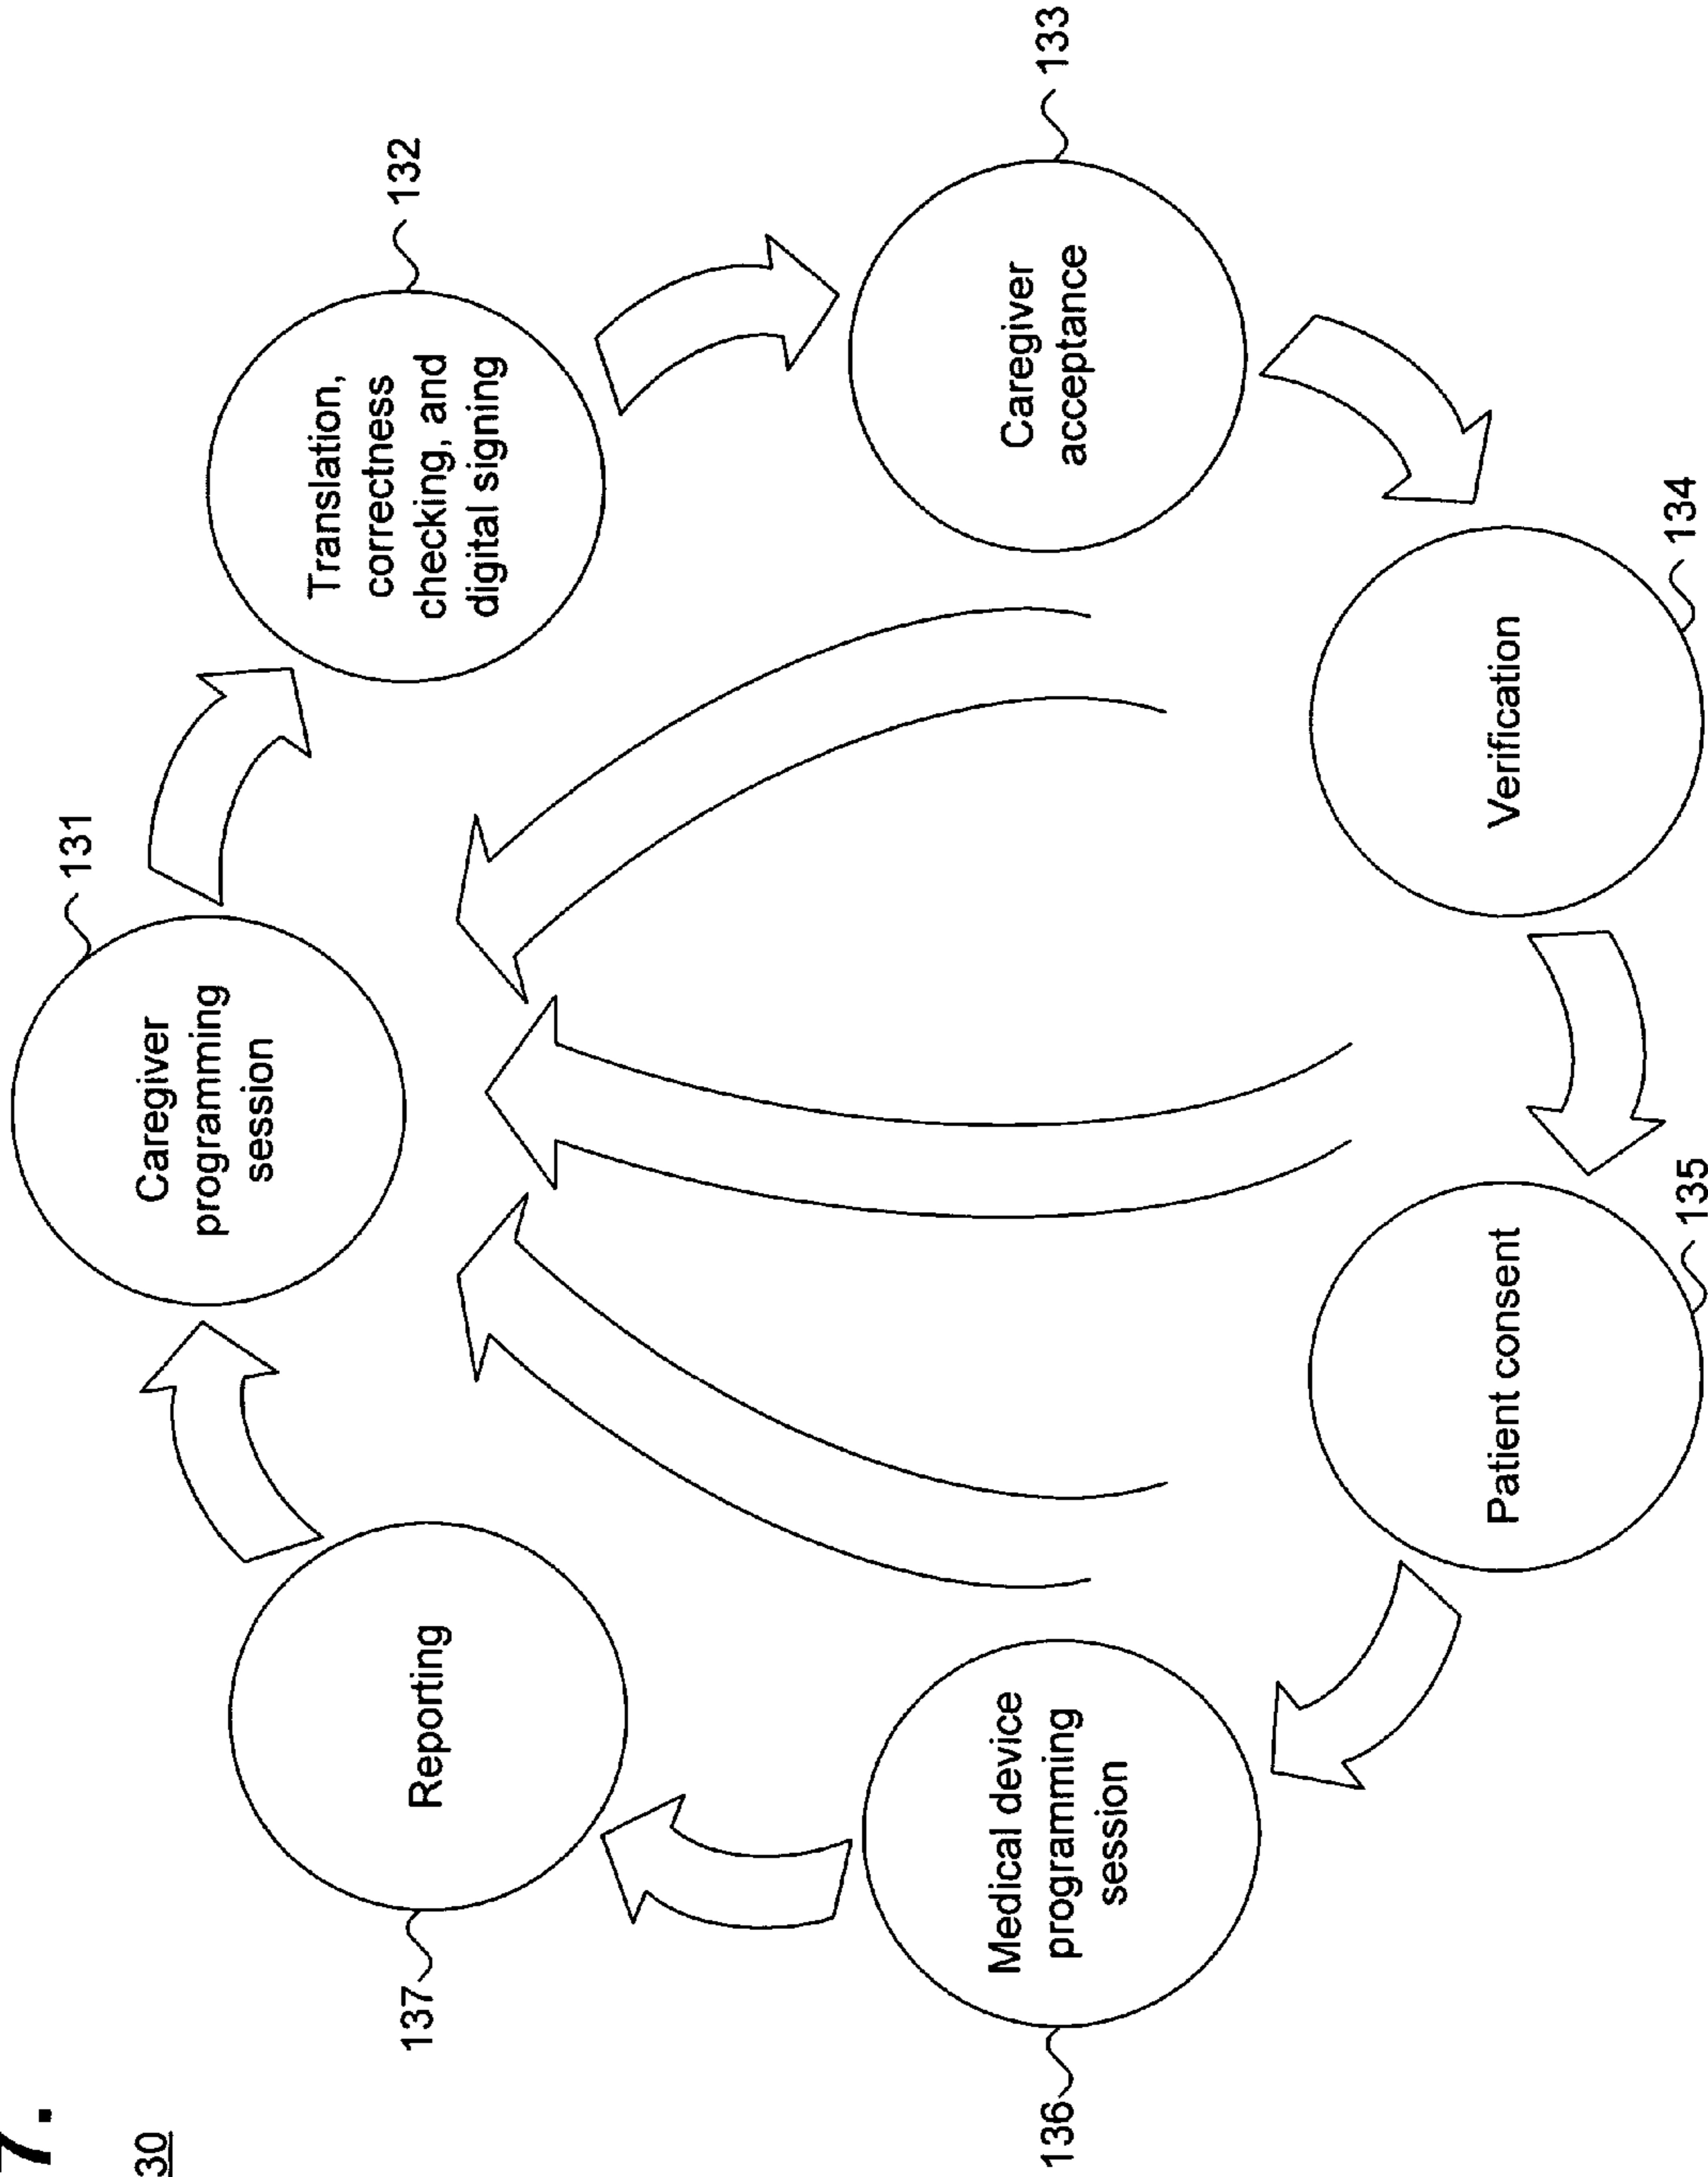 7.
30
131
Caregiver
programming
session
132
Translation,
correctness
checking, and
digital signing
133
Caregiver
acceptance
134
Verification
135
Patient consent
136
Medical device
programming
session
137
Reporting